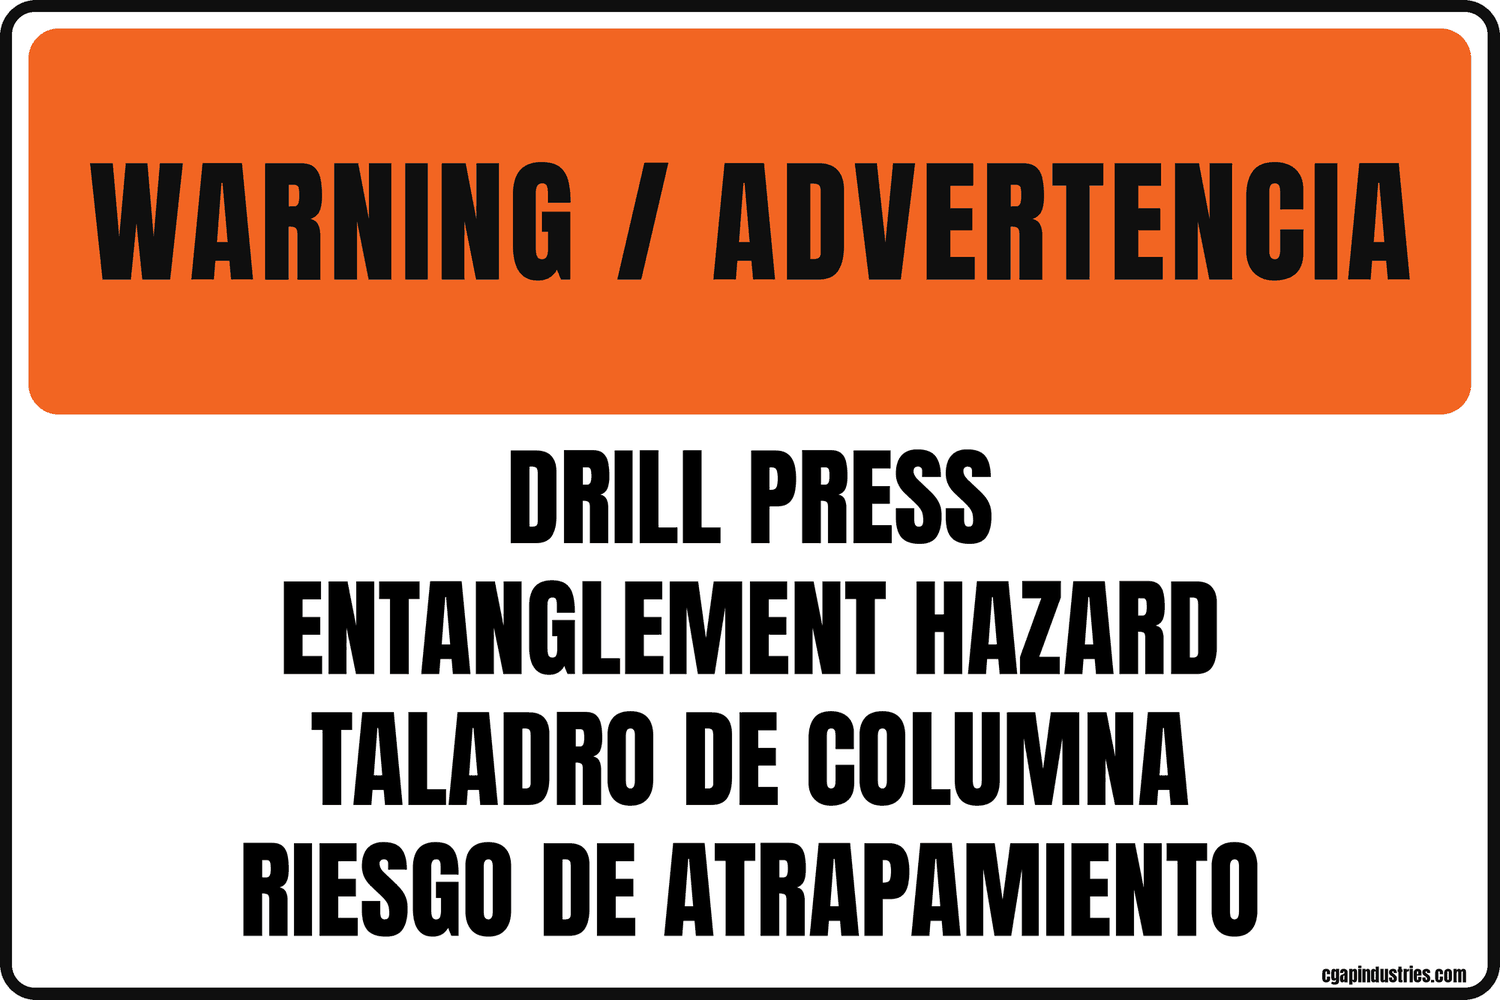 WARNING / ADVERTENCIA
DRILL PRESS
ENTANGLEMENT HAZARD
TALADRO DE COLUMNA
RIESGO DE ATRAPAMIENTO
cgapindustries.com